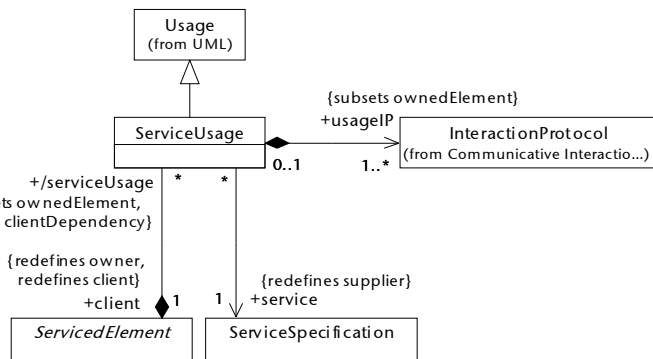 Usage
(from UML)
{subsets ownedElement}
+usageIP
ServiceUsage
InteractionProtocol
(from Communicative Interactio...)
0..1
1..*
+/serviceUsage
*
*
ownedElement,
clientDependency}
{redefines owner,
redefines client}
{redefines supplier}
+client
1
1
+service
ServicedElement
ServiceSpecification